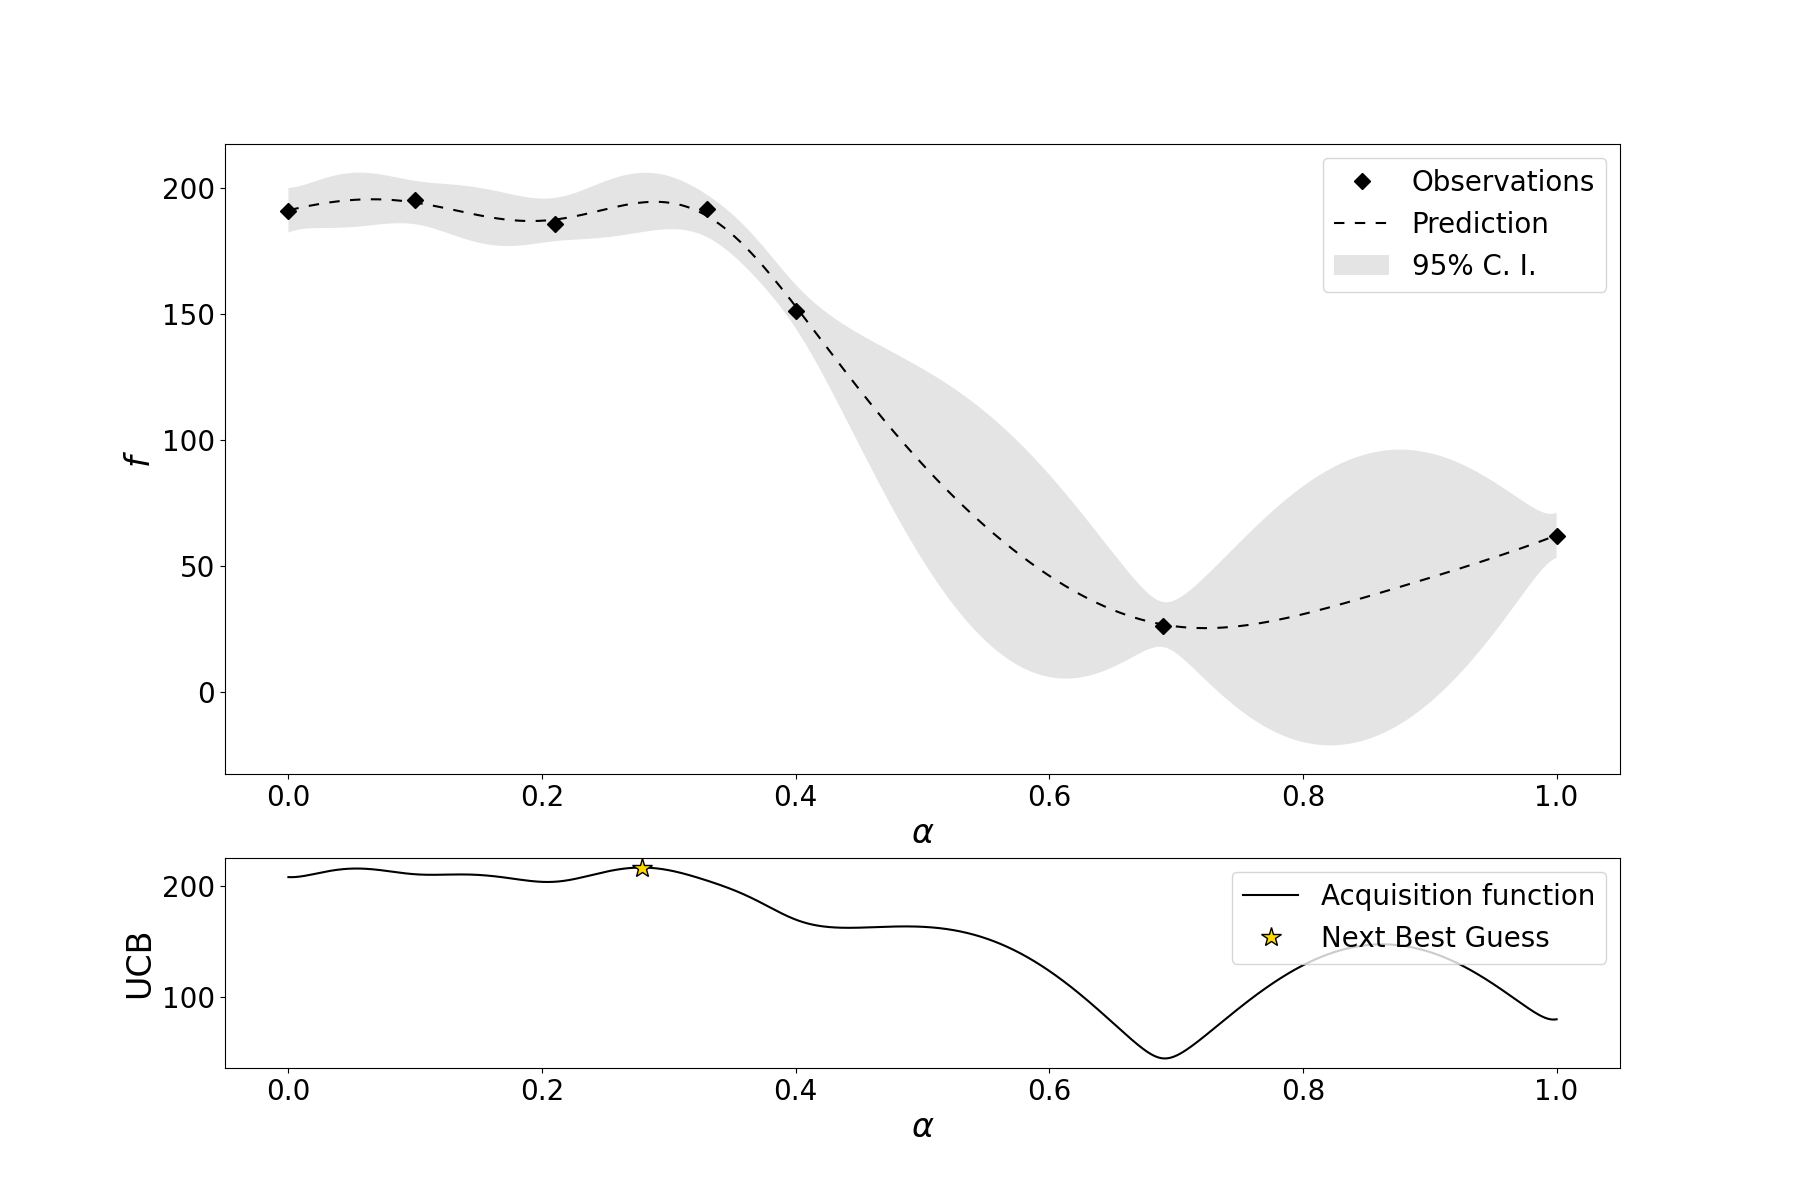 200
150
100
50
0
f
Observations
Prediction
95% C. I.
0.0 0.2 0.4 0.6 0.8 1.0
α
200
100
UCB
Acquisition function
Next Best Guess
0.0 0.2 0.4 0.6 0.8 1.0
α